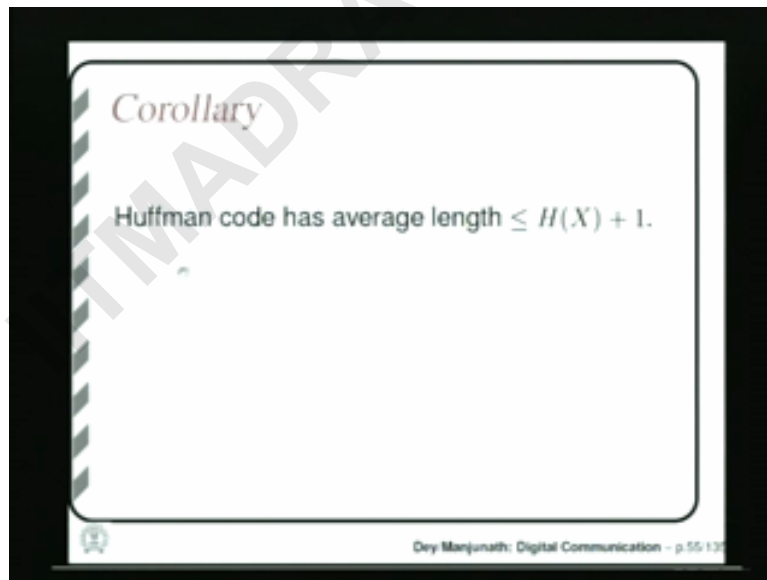 Corollary
Huffman code has average length ≤ H(X) + 1.
Dey Manjunath: Digital Communication – p.55/135